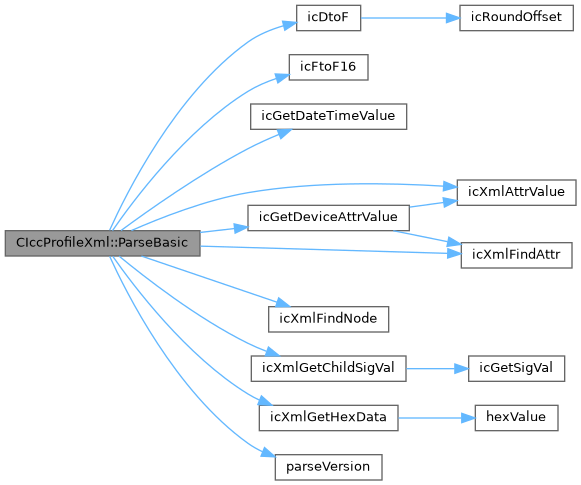 icDtoF
icRoundOffset
icFtoF16
icGetDateTimeValue
icXmlAttrValue
icGetDeviceAttrValue
CIccProfileXml::ParseBasic
icXmlFindAttr
icXmlFindNode
icXmlGetChildSigVal
icGetSigVal
icXmlGetHexData
hexValue
parseVersion